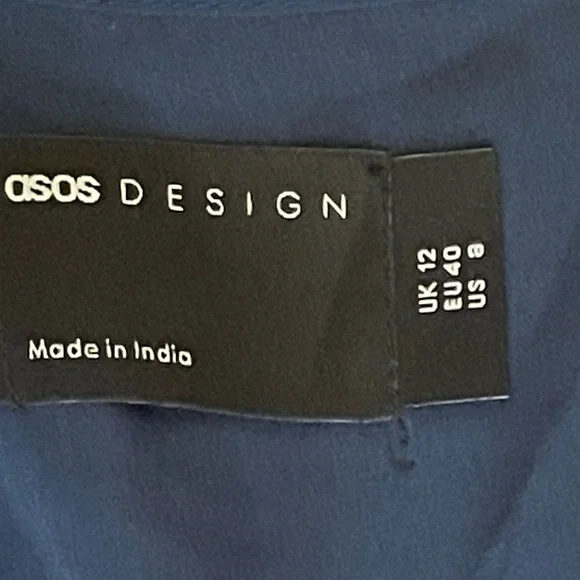 asos DESIGN
Made in India
UK 12
EU 40
US 8